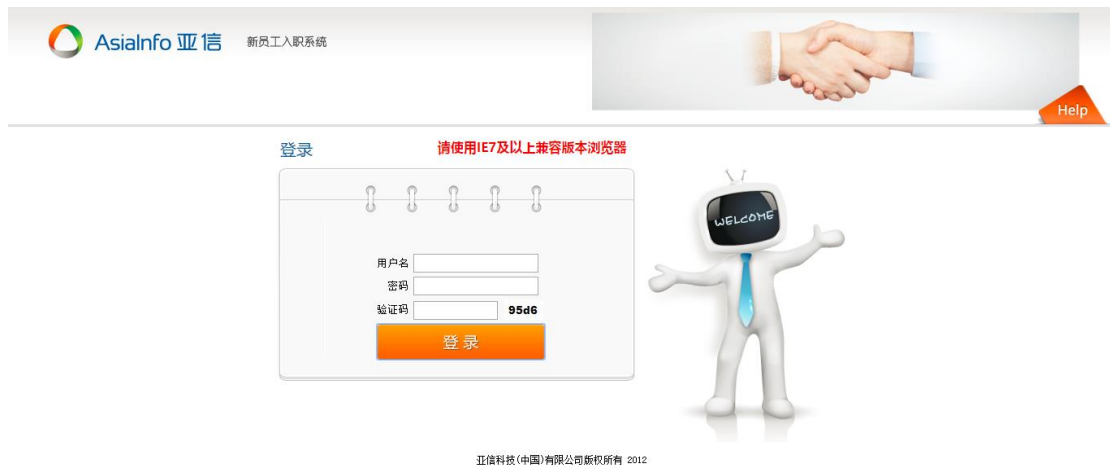 AsiaInfo 亚信 新员工入职系统
Help
登录 请使用IE7及以上兼容版本浏览器
WELCOME
用户名
密码
验证码 95d6
登录
亚信科技(中国)有限公司版权所有 2012